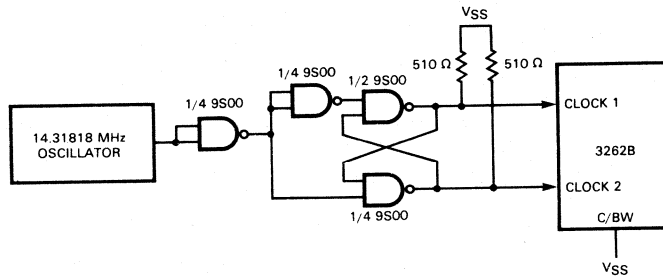 VSS
510 Ω
510 Ω
1/4 9S00
1/2 9S00
1/4 9S00
14.31818 MHz
OSCILLATOR
CLOCK 1
3262B
CLOCK 2
1/4 9S00
C/BW
VSS